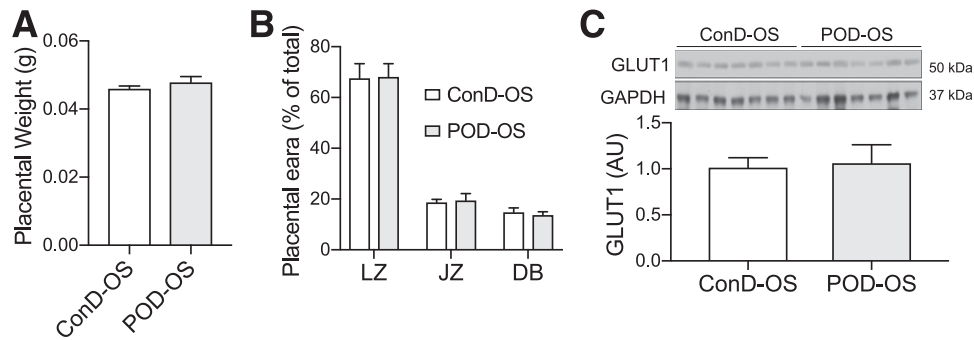 A
Placental Weight (g)
0.06
0.04
0.02
0.00
ConD-OS
POD-OS
B
Placental eara (% of total)
80
60
40
20
0
ConD-OS
POD-OS
LZ
JZ
DB
C
ConD-OS POD-OS
GLUT1 50 kDa
GAPDH 37 kDa
GLUT1 (AU)
1.5
1.0
0.5
0.0
ConD-OS
POD-OS